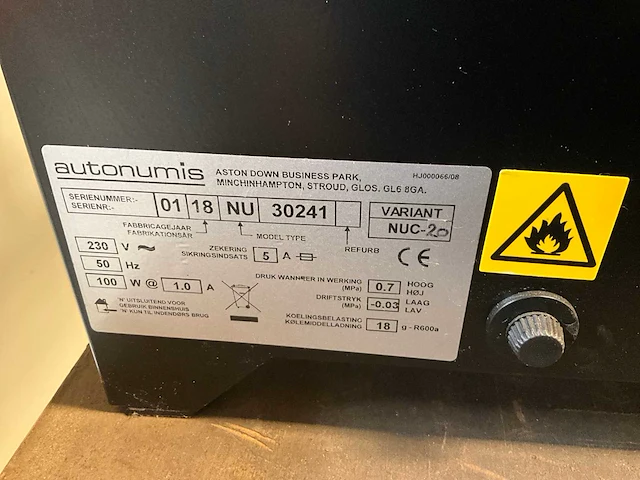 autonumis
ASTON DOWN BUSINESS PARK,
MINCHINHAMPTON, STROUD, GLOS. GL6 8GA.
HJ000066/08
SERIENUMMER:-
SERIENR:-
01 18 NU 30241
VARIANT
NUC-20
FABRICAGEJAAR
FABRIKATIONSÅR
MODEL TYPE
REFURB
230 V ~
50 Hz
100 W @ 1.0 A
ZEKERING
SIKRINGSINDSATS 5 A
CE
DRUK WANNEER IN WERKING
(MPa) 0.7 HOOG
HØJ
DRIFTSTRYK
(MPa) -0.03 LAAG
LAV
KOELINGSBELASTING
KØLEMIDDELLADNING 18 g - R600a
'N' UITSLUITEND VOOR
GEBRUIK BINNENSHUIS
'N' KUN TIL INDENDØRS BRUG